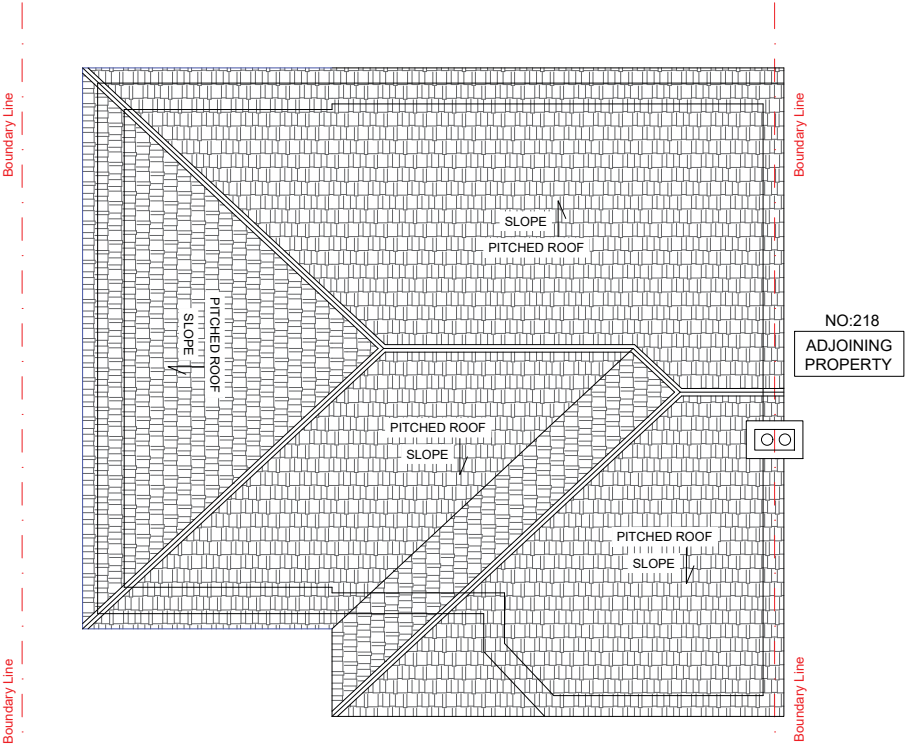 Boundary Line
Boundary Line
SLOPE
PITCHED ROOF
PITCHED ROOF
SLOPE
NO:218
ADJOINING
PROPERTY
PITCHED ROOF
SLOPE
PITCHED ROOF
SLOPE
Boundary Line
Boundary Line